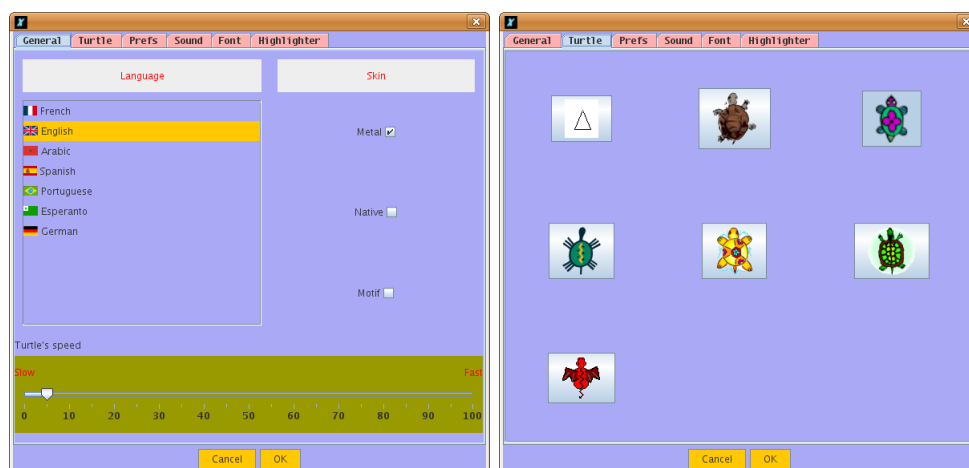 General Turtle Prefs Sound Font Highlighter
Language
Skin
French
English
Arabic
Spanish
Portuguese
Esperanto
German
Metal
Native
Motif
Turtle's speed
Slow
Fast
0 10 20 30 40 50 60 70 80 90 100
Cancel OK
General Turtle Prefs Sound Font Highlighter
Cancel OK